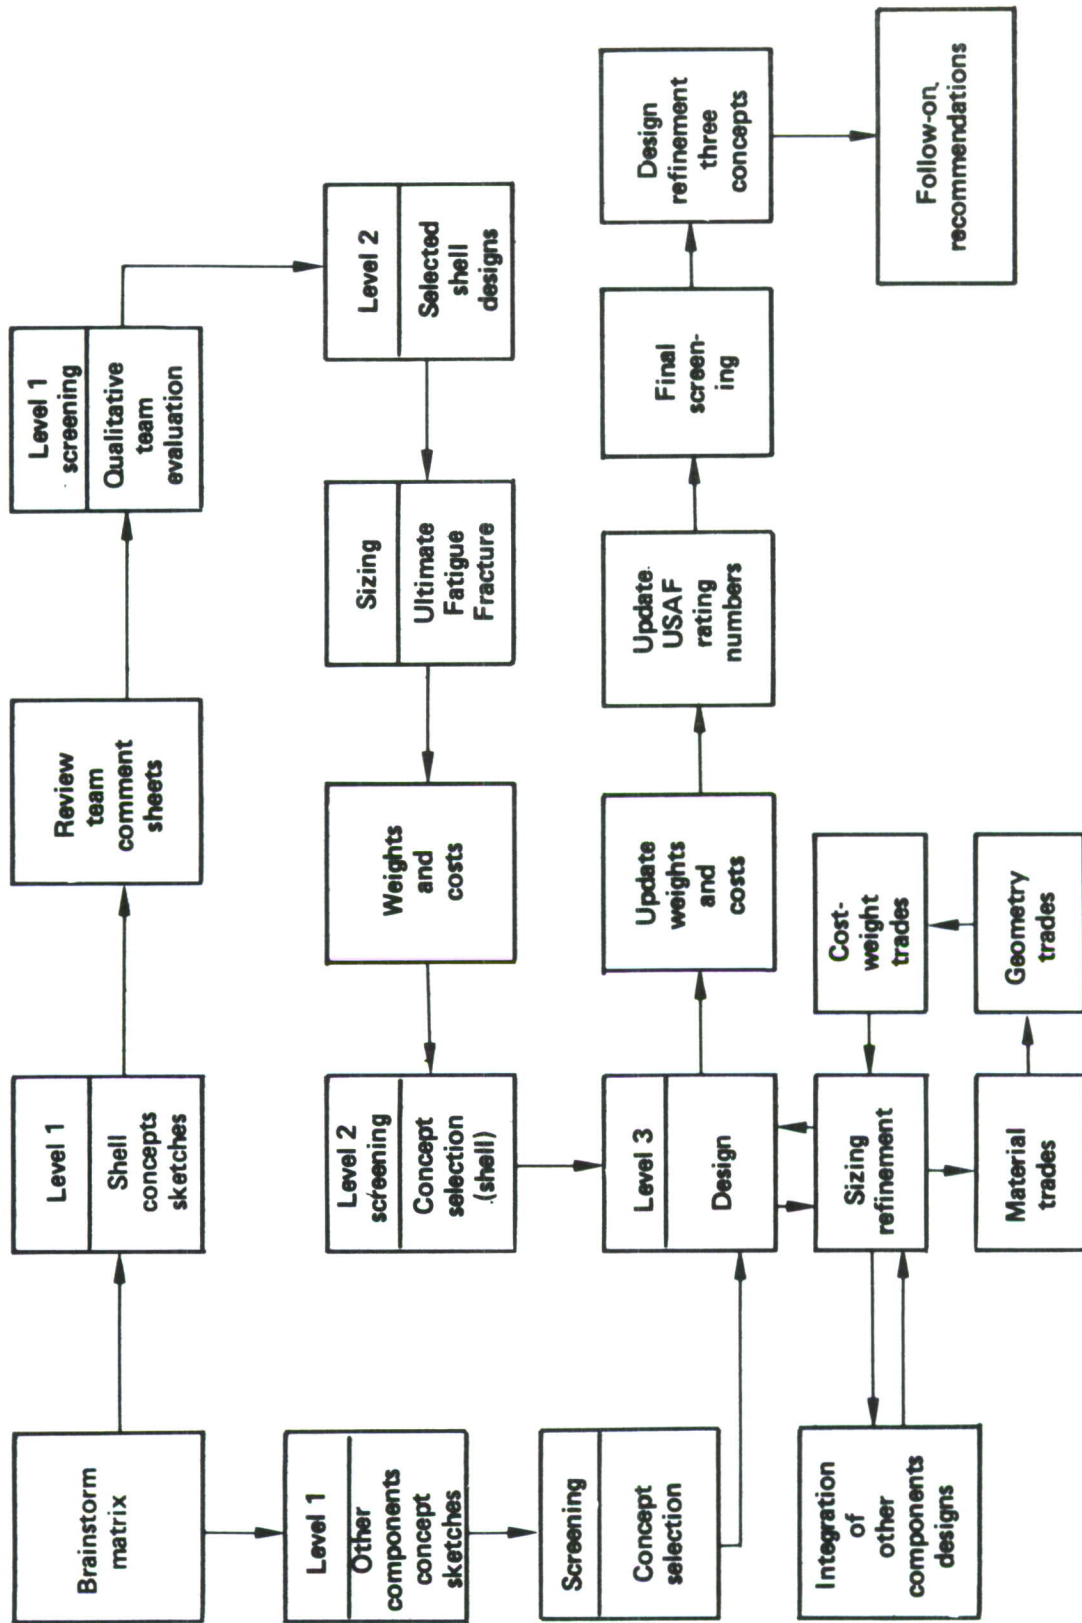 Brainstorm
matrix
Level 1
Shell
concepts
sketches
Review
team
comment
sheets
Level 1
screening
Qualitative
team
evaluation
Level 1
Other
components
concept
sketches
Level 2
screening
Concept
selection
(shell)
Weights
and
costs
Sizing
Ultimate
Fatigue
Fracture
Level 2
Selected
shell
designs
Screening
Concept
selection
Level 3
Design
Update
weights
and
costs
Update
USAF
rating
numbers
Final
screen-
ing
Design
refinement
three
concepts
Integration
of
other
components
designs
Sizing
refinement
Cost-
weight
trades
Material
trades
Geometry
trades
Follow-on
recommendations